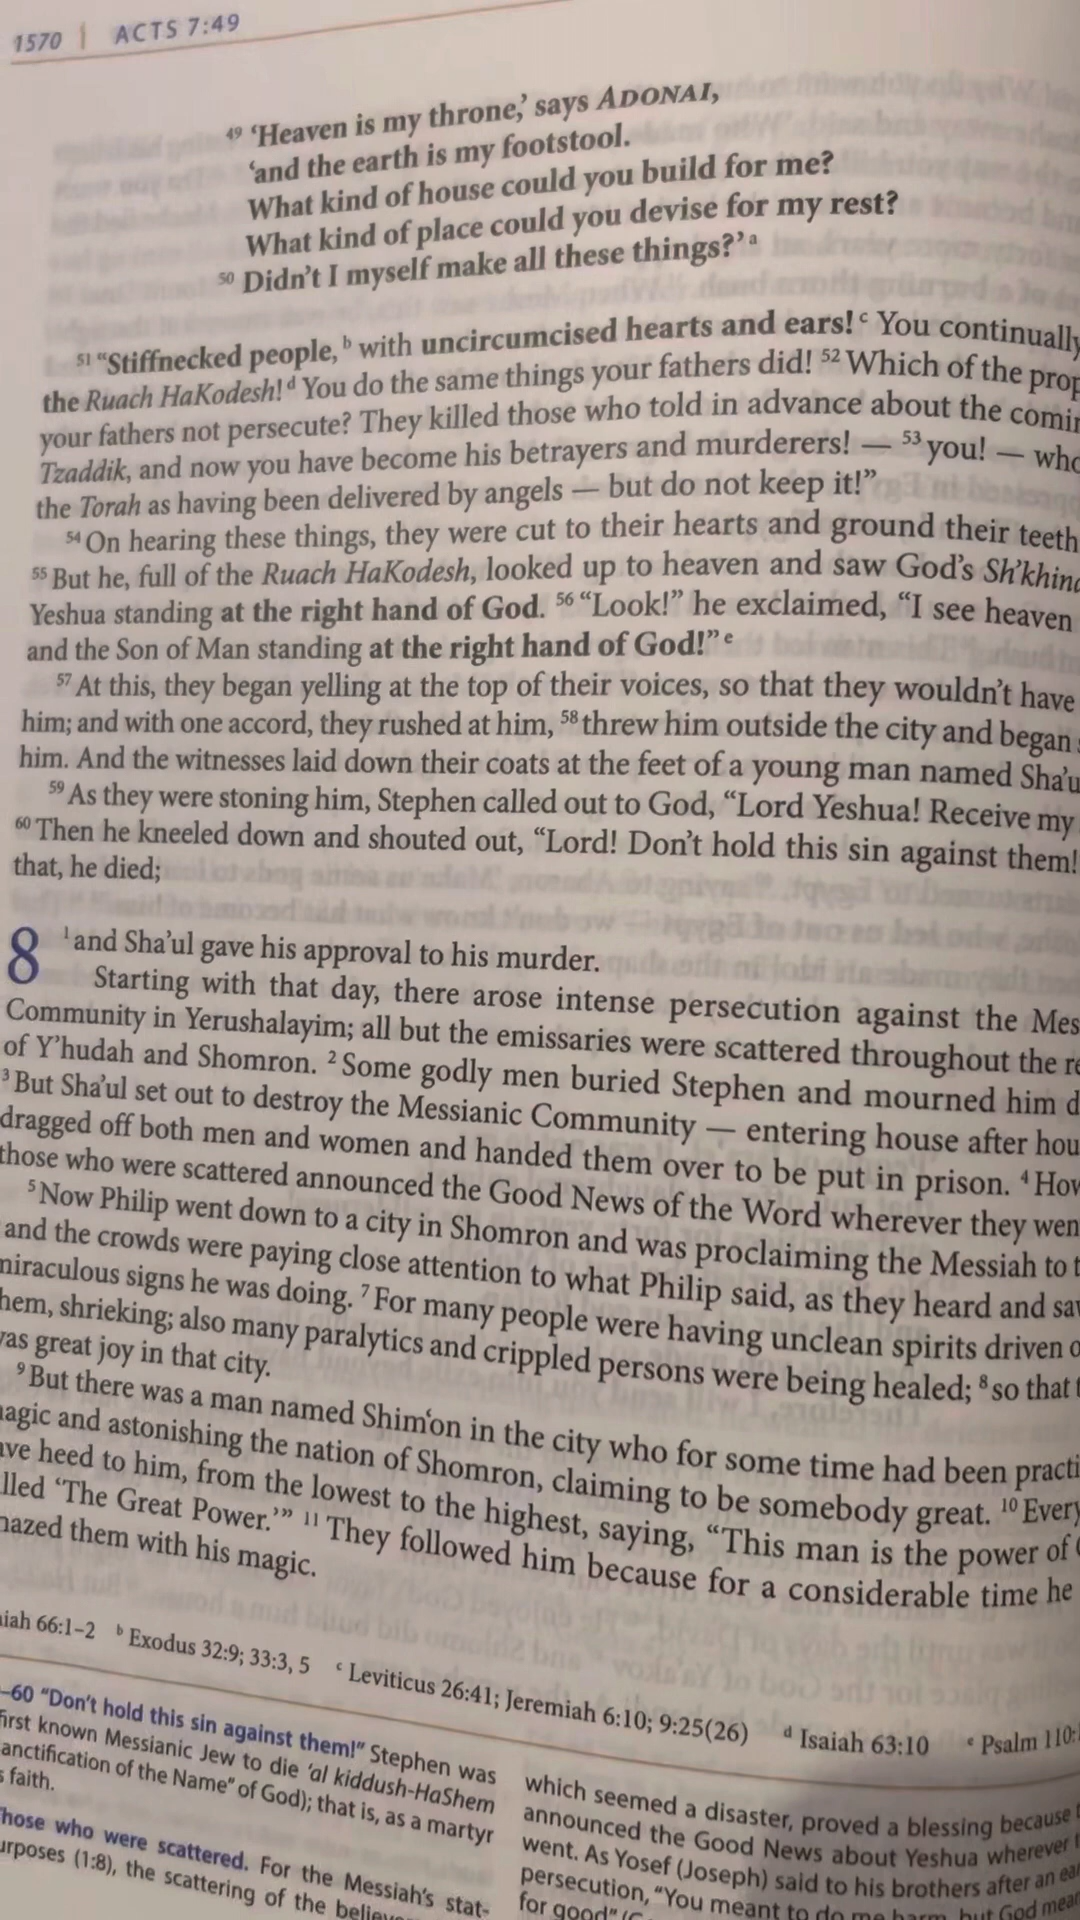 1570 | ACTS 7:49
49 ‘Heaven is my throne,’ says ADONAI,
‘and the earth is my footstool.
What kind of house could you build for me?
What kind of place could you devise for my rest?
50 Didn’t I myself make all these things?’ a
51 “Stiffnecked people, b with uncircumcised hearts and ears! c You continually
the Ruach HaKodesh! d You do the same things your fathers did! 52 Which of the
your fathers not persecute? They killed those who told in advance about the
Tzaddik, and now you have become his betrayers and murderers! — 53 you! —
the Torah as having been delivered by angels — but do not keep it!”
54 On hearing these things, they were cut to their hearts and ground their teeth
55 But he, full of the Ruach HaKodesh, looked up to heaven and saw God’s
Yeshua standing at the right hand of God. 56 “Look!” he exclaimed, “I see heaven
and the Son of Man standing at the right hand of God!” e
57 At this, they began yelling at the top of their voices, so that they wouldn’t have
him; and with one accord, they rushed at him, 58 threw him outside the city and began
him. And the witnesses laid down their coats at the feet of a young man named
59 As they were stoning him, Stephen called out to God, “Lord Yeshua! Receive my
60 Then he kneeled down and shouted out, “Lord! Don’t hold this sin against them!
that, he died;
8 1 and Sha’ul gave his approval to his murder.
Starting with that day, there arose intense persecution against the
Community in Yerushalayim; all but the emissaries were scattered throughout the
of Y’hudah and Shomron. 2 Some godly men buried Stephen and mourned him
3 But Sha’ul set out to destroy the Messianic Community — entering house after
dragged off both men and women and handed them over to be put in prison. 4
those who were scattered announced the Good News of the Word wherever they
5 Now Philip went down to a city in Shomron and was proclaiming the Messiah to
and the crowds were paying close attention to what Philip said, as they heard and
miraculous signs he was doing. 7 For many people were having unclean spirits driven
them, shrieking; also many paralytics and crippled persons were being healed; 8 so that
was great joy in that city.
9 But there was a man named Shim‘on in the city who for some time had been
magic and astonishing the nation of Shomron, claiming to be somebody great. 10
heed to him, from the lowest to the highest, saying, “This man is the power of
‘The Great Power.’” 11 They followed him because for a considerable time he
them with his magic.
66:1–2 b Exodus 32:9; 33:3, 5 c Leviticus 26:41; Jeremiah 6:10; 9:25(26) d Isaiah 63:10 e Psalm 110:
–60 “Don’t hold this sin against them!” Stephen was
first known Messianic Jew to die ‘al kiddush-HaShem
of the Name” of God); that is, as a martyr
faith.
Those who were scattered. For the Messiah’s stat-
(1:8), the scattering of the
which seemed a disaster, proved a blessing because
announced the Good News about Yeshua wherever
went. As Yosef (Joseph) said to his brothers after an
persecution, “You meant to do me harm, but God
for good”